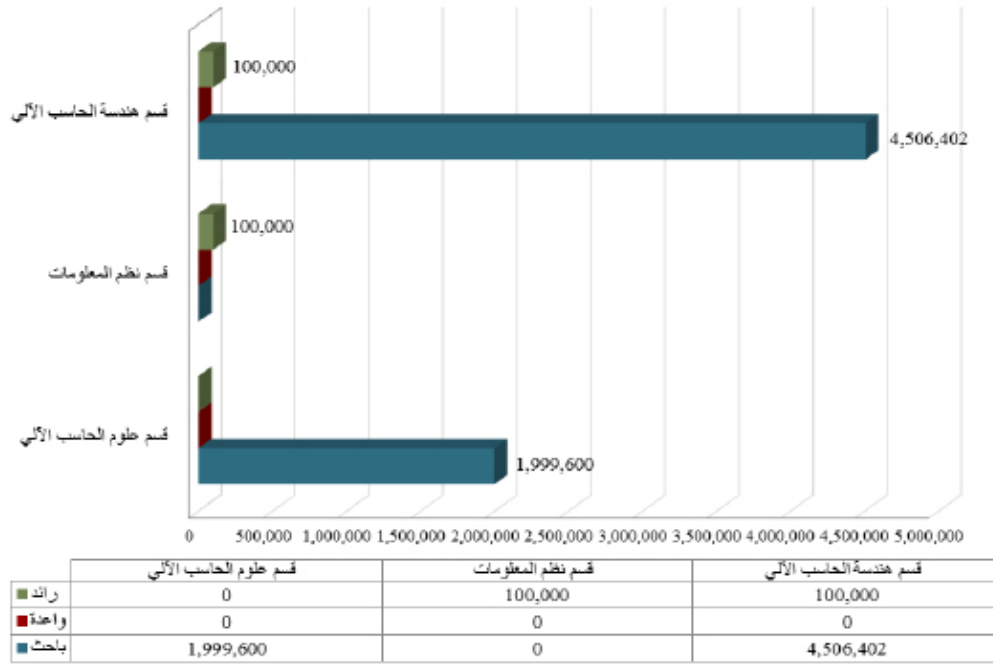 100,000
قسم هندسة الحاسب الآلي
4,506,402
100,000
قسم نظم المعلومات
قسم علوم الحاسب الآلي
1,999,600
0 500,000 1,000,000 1,500,000 2,000,000 2,500,000 3,000,000 3,500,000 4,000,000 4,500,000 5,000,000
قسم علوم الحاسب الآلي قسم نظم المعلومات قسم هندسة الحاسب الآلي
رائد 0 100,000 100,000
واعدة 0 0 0
باحث 1,999,600 0 4,506,402